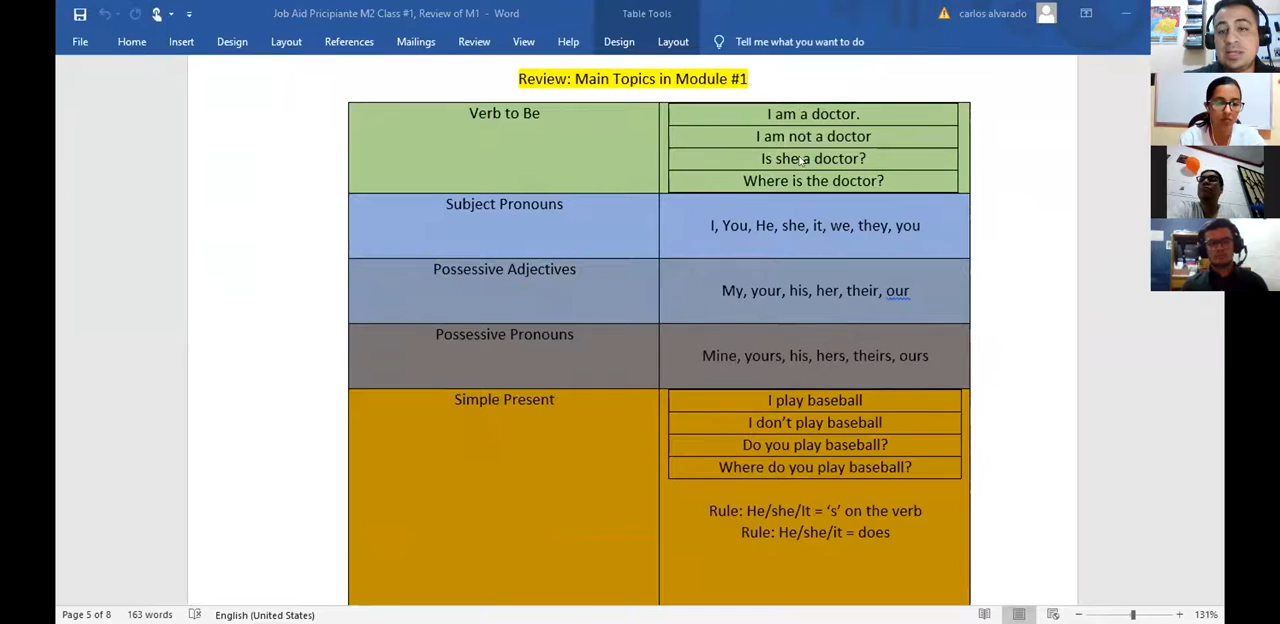 Job Aid Pricipiante M2 Class #1, Review of M1 - Word
Table Tools
carlos alvarado
File Home Insert Design Layout References Mailings Review View Help Design Layout Tell me what you want to do
Review: Main Topics in Module #1
Verb to Be
I am a doctor.
I am not a doctor
Is she a doctor?
Where is the doctor?
Subject Pronouns
I, You, He, she, it, we, they, you
Possessive Adjectives
My, your, his, her, their, our
Possessive Pronouns
Mine, yours, his, hers, theirs, ours
Simple Present
I play baseball
I don’t play baseball
Do you play baseball?
Where do you play baseball?
Rule: He/she/It = ‘s’ on the verb
Rule: He/she/it = does
Page 5 of 8 163 words English (United States) 131%